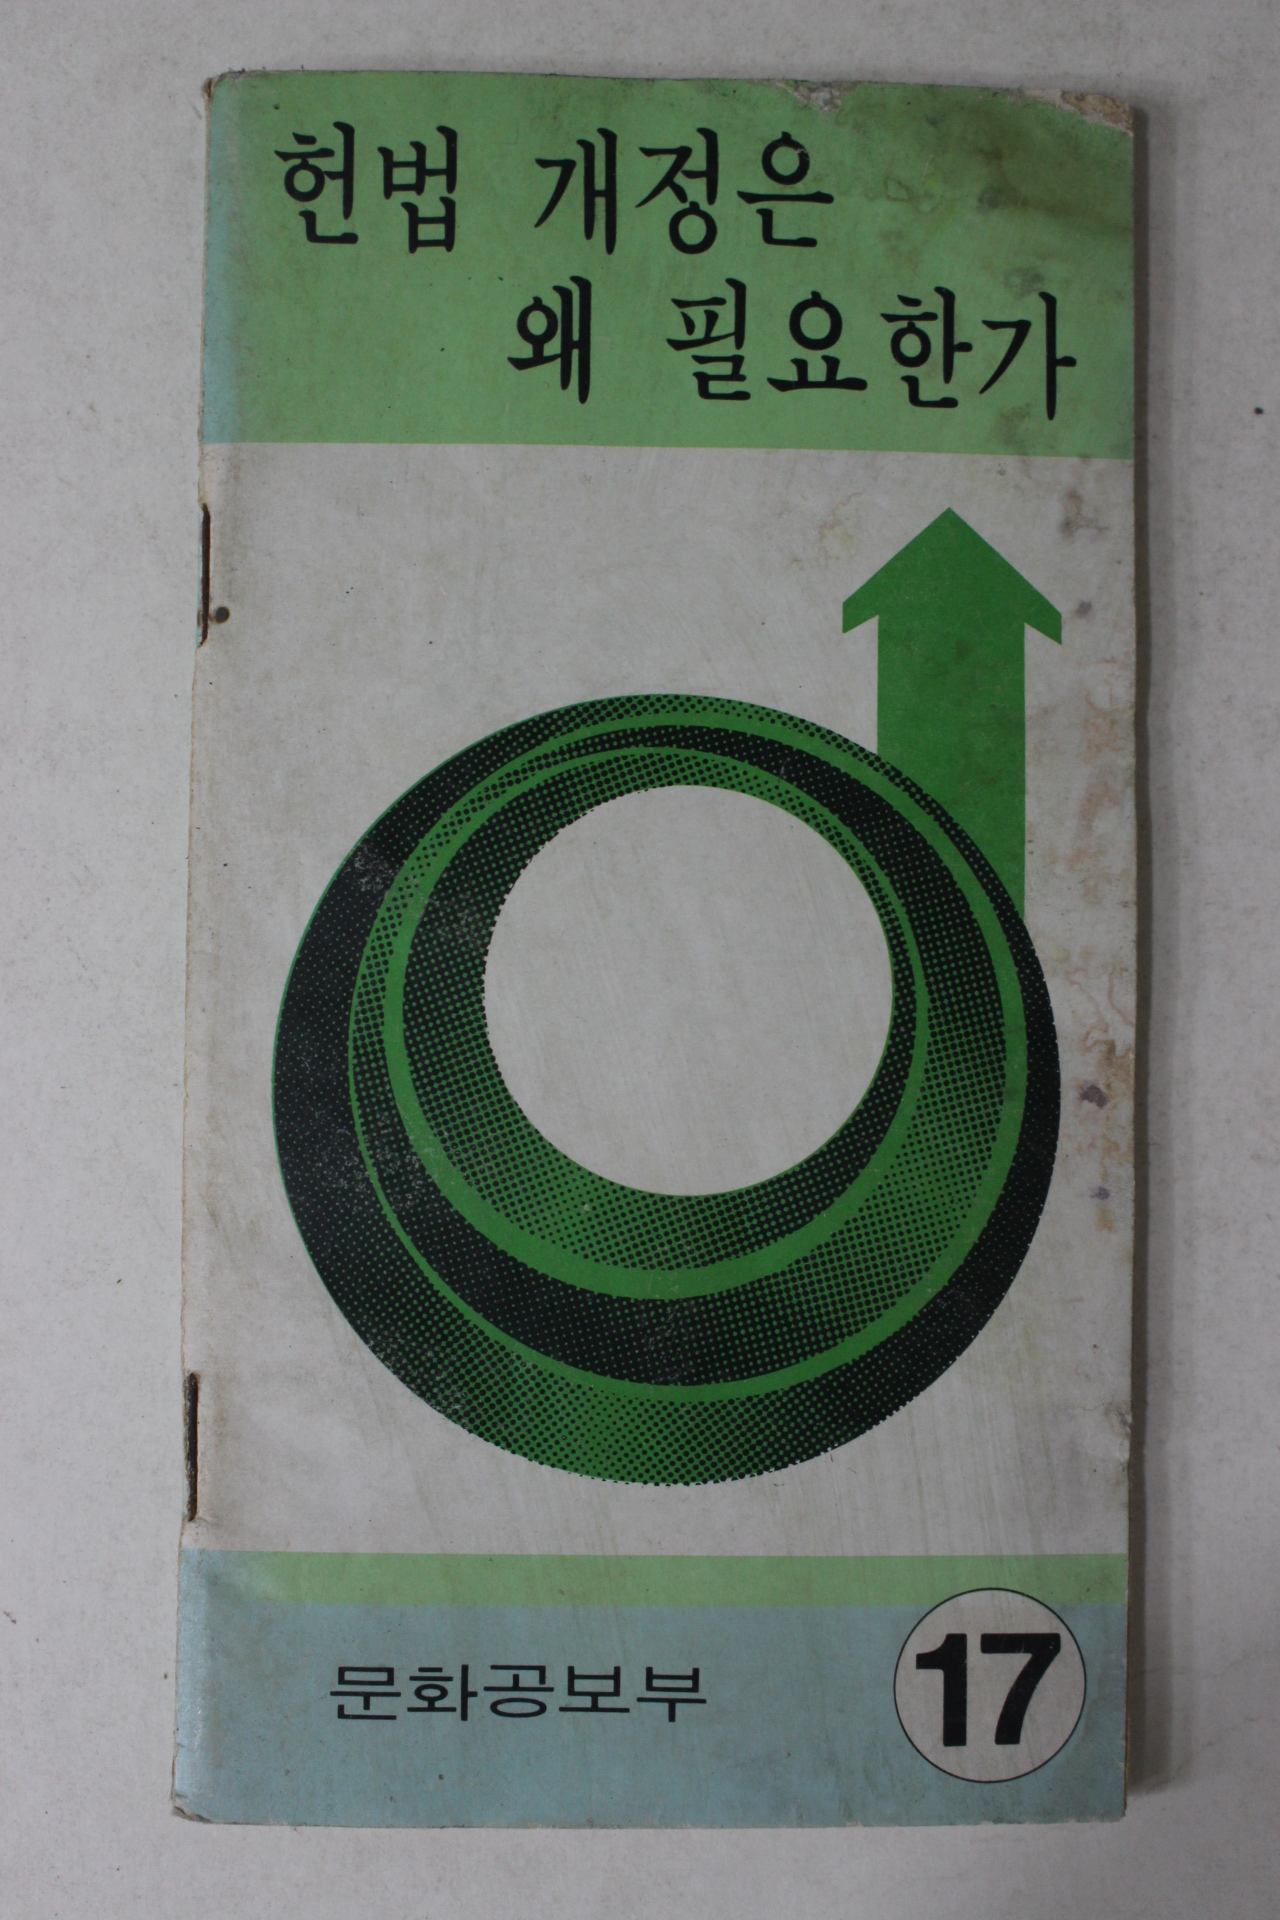 헌법 개정은
왜 필요한가
문화공보부
17